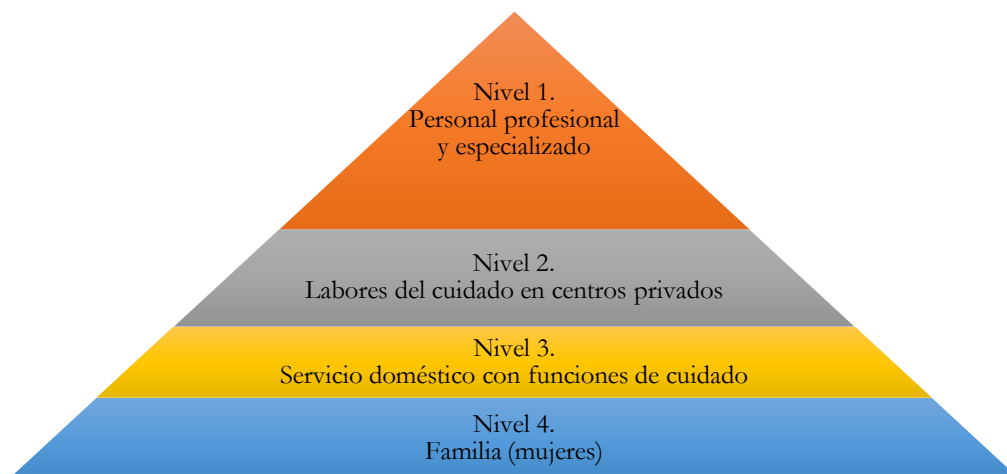 Nivel 1.
Personal profesional
y especializado
Nivel 2.
Labores del cuidado en centros privados
Nivel 3.
Servicio doméstico con funciones de cuidado
Nivel 4.
Familia (mujeres)